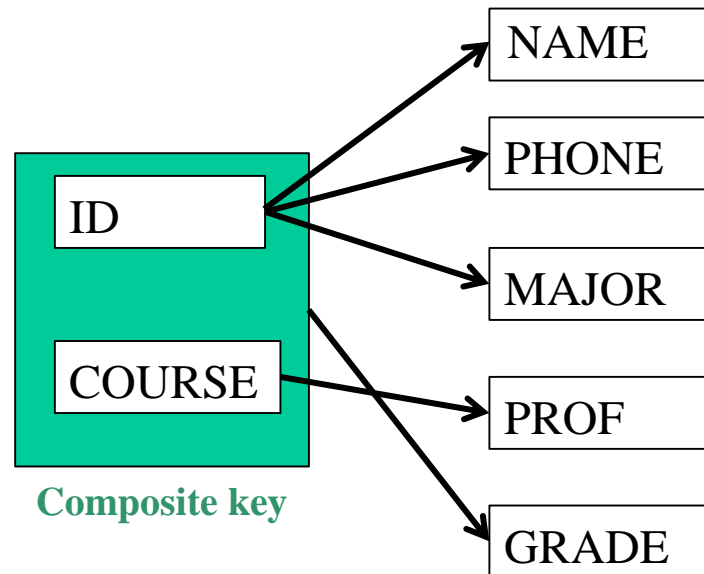 NAME
PHONE
ID
MAJOR
COURSE
PROF
Composite key
GRADE